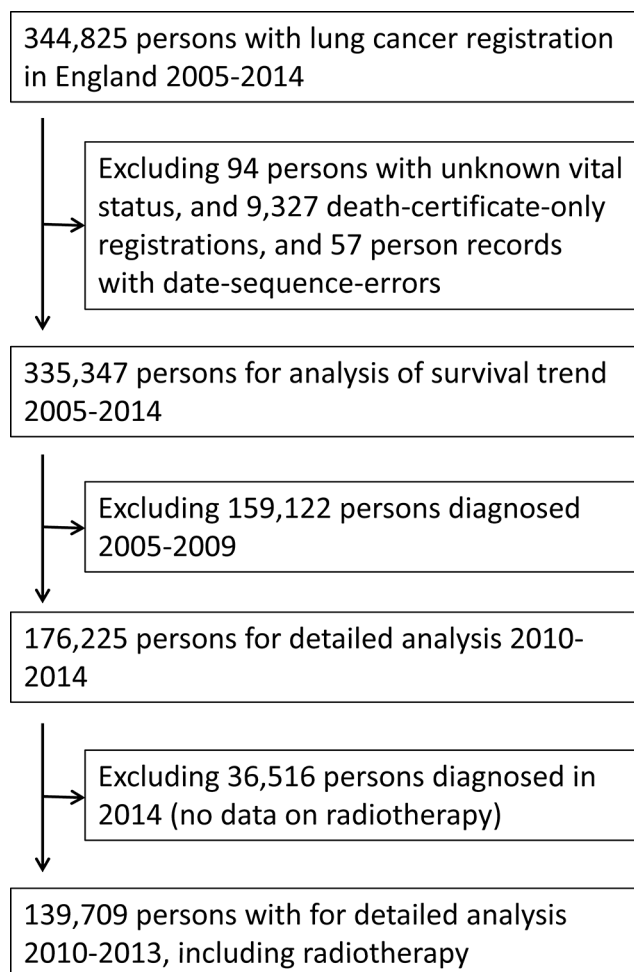 344,825 persons with lung cancer registration
in England 2005-2014
Excluding 94 persons with unknown vital
status, and 9,327 death-certificate-only
registrations, and 57 person records
with date-sequence-errors
335,347 persons for analysis of survival trend
2005-2014
Excluding 159,122 persons diagnosed
2005-2009
176,225 persons for detailed analysis 2010-
2014
Excluding 36,516 persons diagnosed in
2014 (no data on radiotherapy)
139,709 persons with for detailed analysis
2010-2013, including radiotherapy